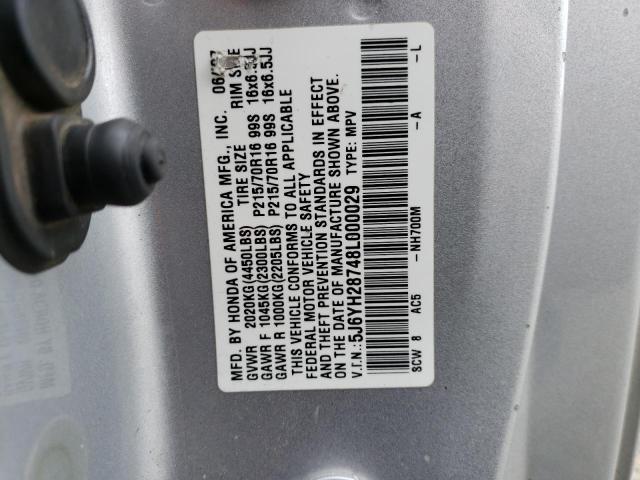 MFD. BY HONDA OF AMERICA MFG., INC. 06/07
TIRE SIZE RIM SIZE
GVWR 2020KG(4450LBS)
GAWR F 1045KG(2300LBS) P215/70R16 99S 16x6.5JJ
GAWR R 1000KG(2205LBS) P215/70R16 99S 16x6.5JJ
THIS VEHICLE CONFORMS TO ALL APPLICABLE
FEDERAL MOTOR VEHICLE SAFETY
AND THEFT PREVENTION STANDARDS IN EFFECT
ON THE DATE OF MANUFACTURE SHOWN ABOVE.
V.I.N.: 5J6YH28748L000029 TYPE: MPV
SCW 8 AC5 -NH700M -A -L